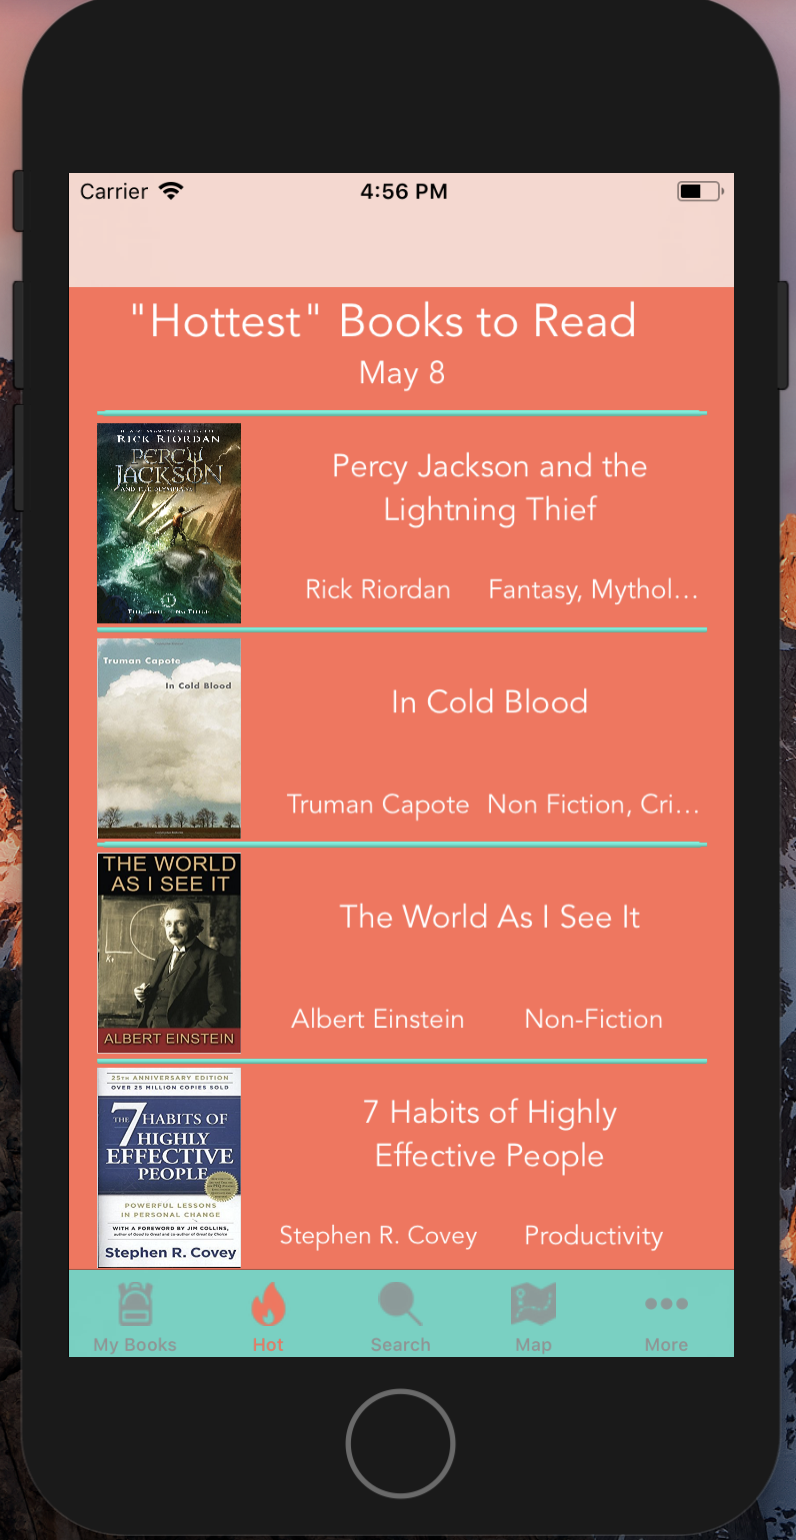 Carrier 4:56 PM
"Hottest" Books to Read
May 8
RICK RIORDAN
PERCY
JACKSON
AND THE OLYMPIANS
Percy Jackson and the
Lightning Thief
Rick Riordan Fantasy, Mythol...
Truman Capote
In Cold Blood
In Cold Blood
Truman Capote Non Fiction, Cri...
THE WORLD
AS I SEE IT
ALBERT EINSTEIN
The World As I See It
Albert Einstein Non-Fiction
25TH ANNIVERSARY EDITION
OVER 25 MILLION COPIES SOLD
THE 7 HABITS OF
HIGHLY
EFFECTIVE
PEOPLE
POWERFUL LESSONS
IN PERSONAL CHANGE
WITH A FOREWORD BY JIM COLLINS,
author of Good to Great and co-author of Great by Choice
Stephen R. Covey
7 Habits of Highly
Effective People
Stephen R. Covey Productivity
My Books Hot Search Map More